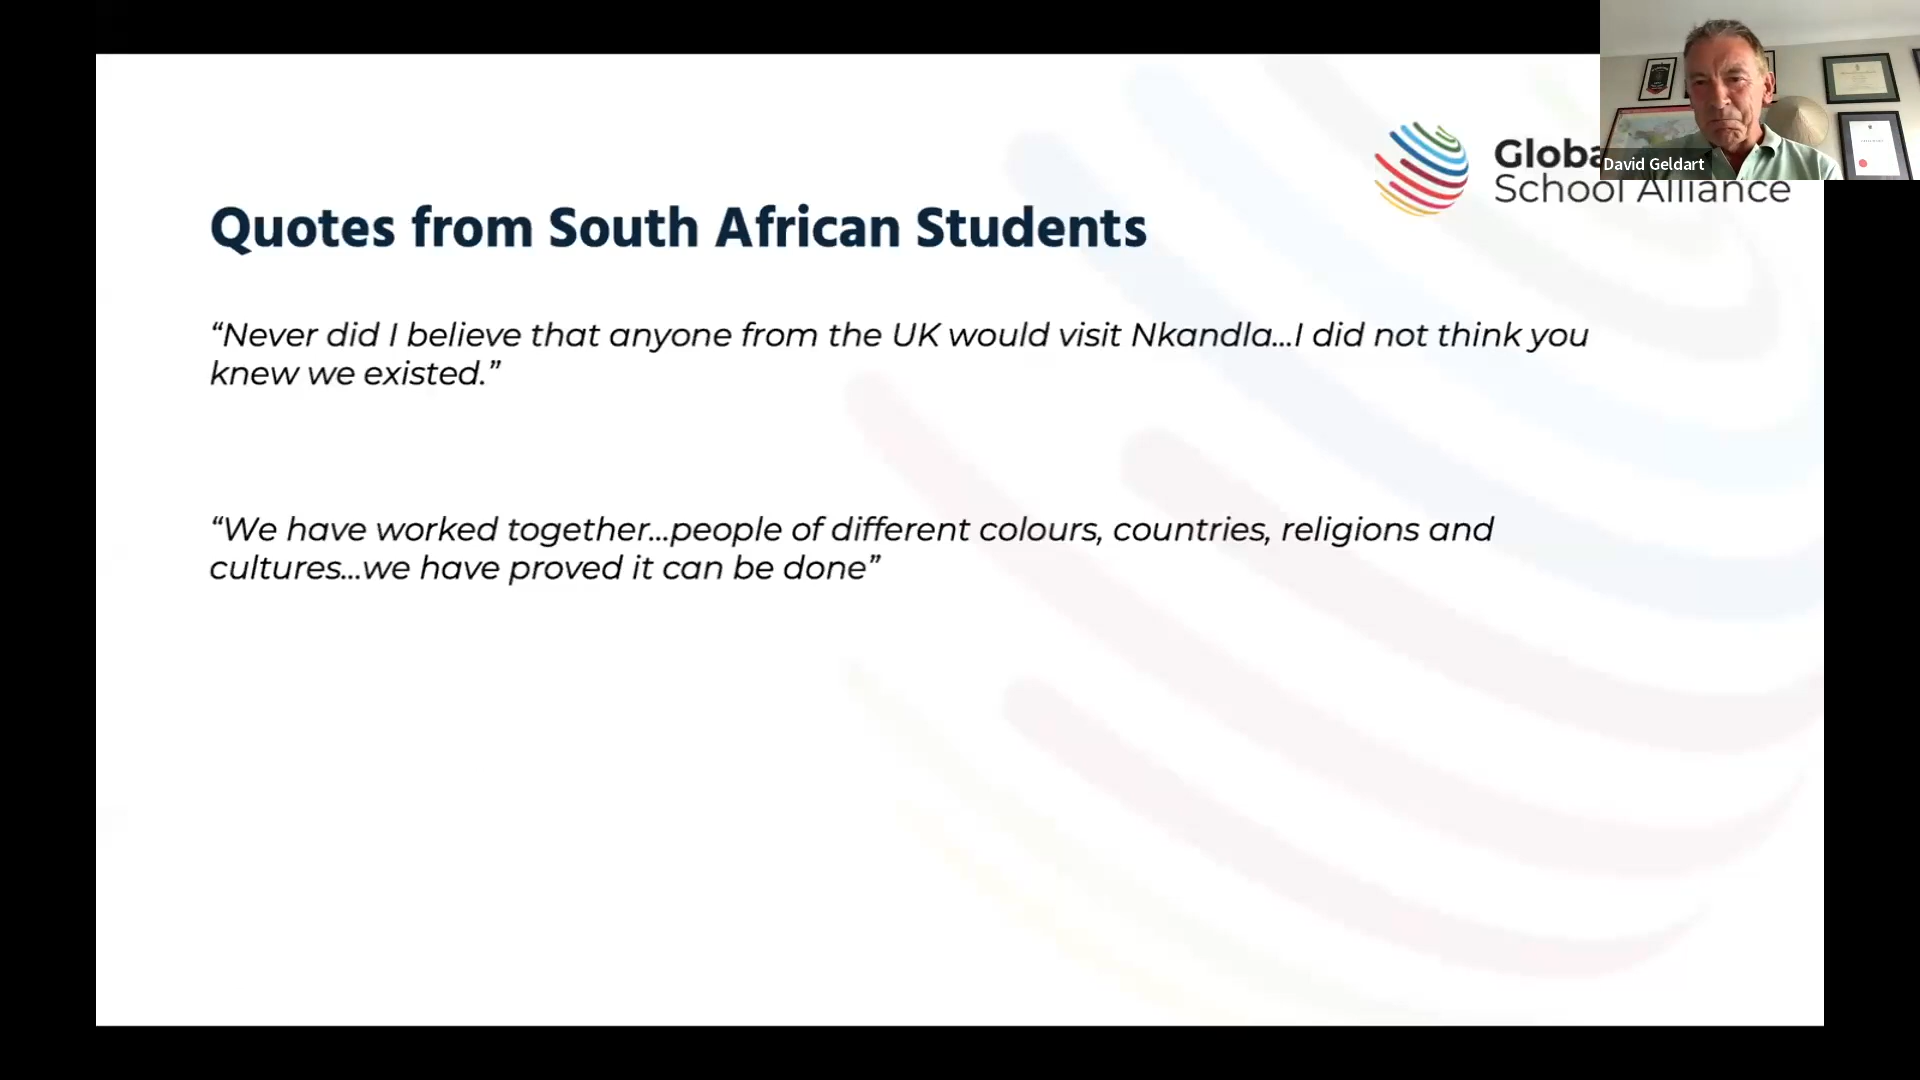 Global
School Alliance
David Geldart
Quotes from South African Students
“Never did I believe that anyone from the UK would visit Nkandla...I did not think you
knew we existed.”
“We have worked together...people of different colours, countries, religions and
cultures...we have proved it can be done”